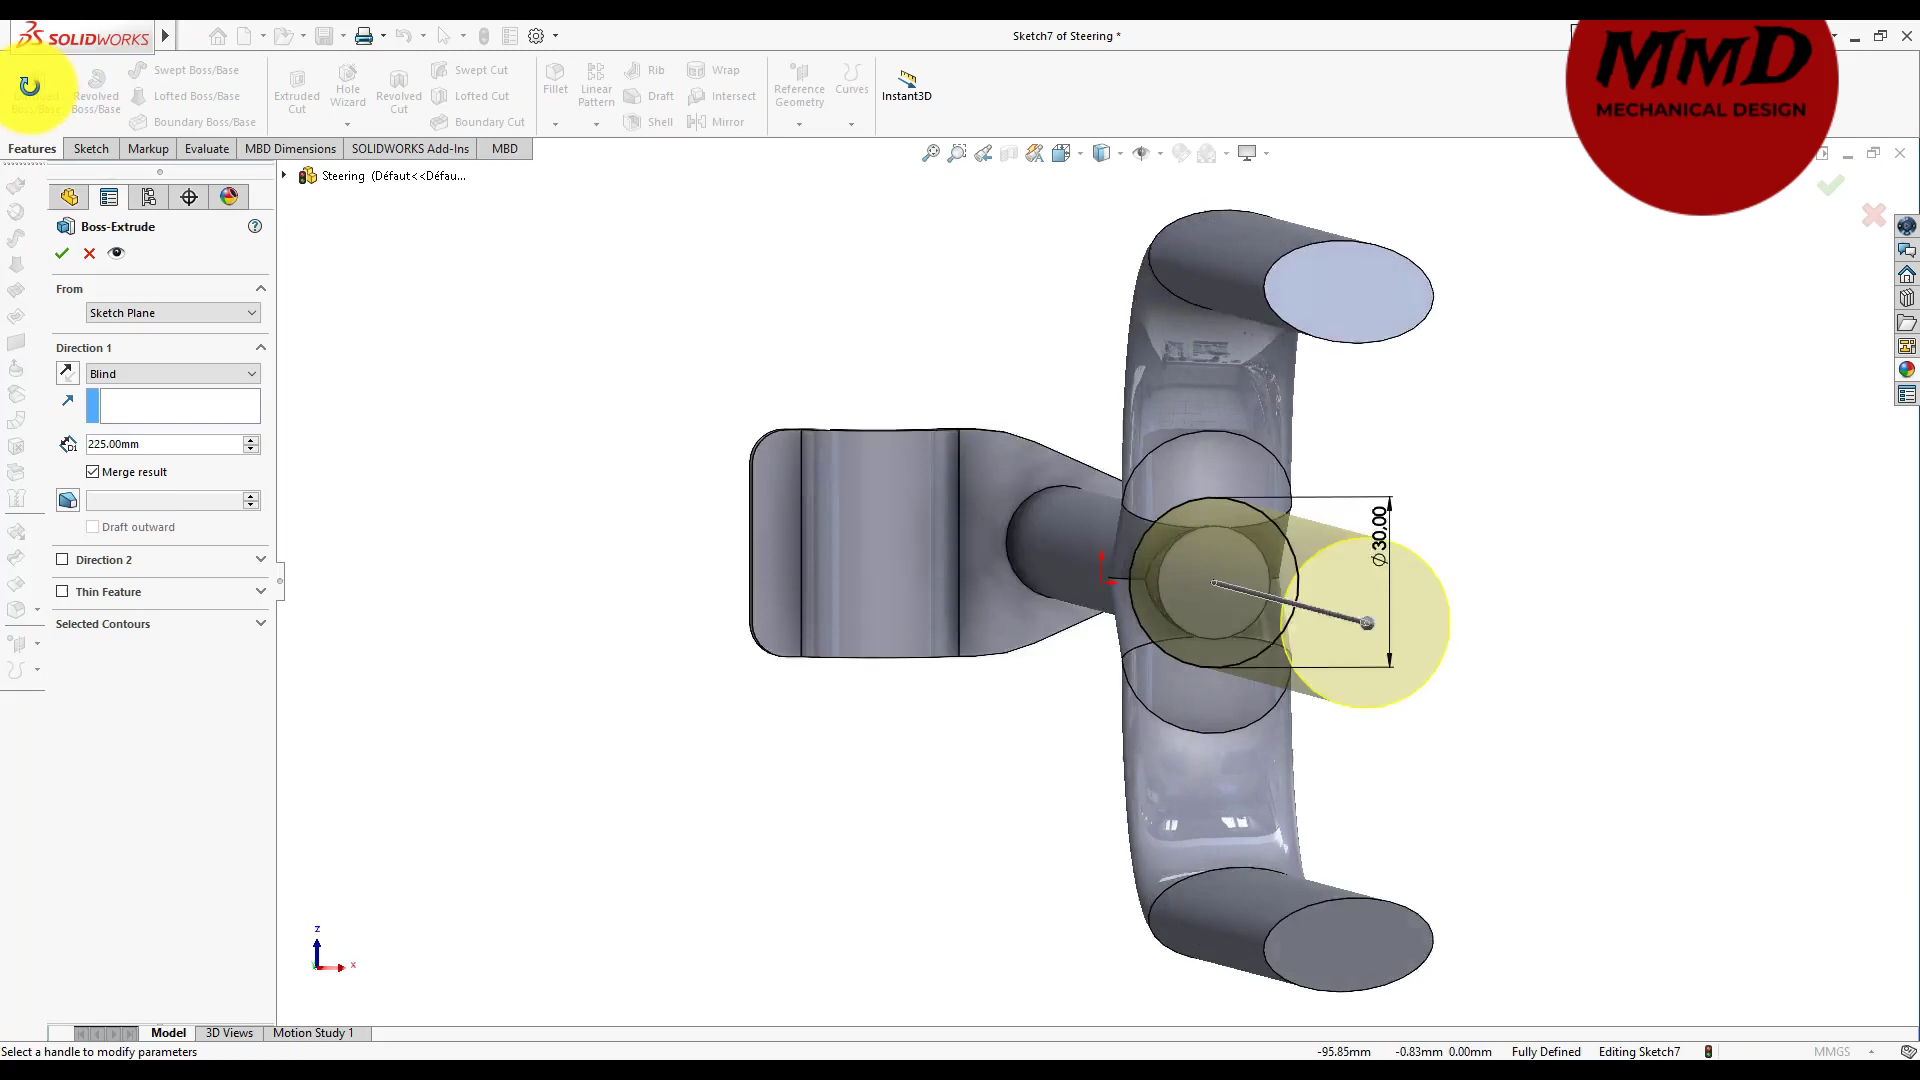 SOLIDWORKS
Sketch7 of Steering *
MMD
MECHANICAL DESIGN
Revolved
Boss/Base
Swept Boss/Base
Lofted Boss/Base
Boundary Boss/Base
Extruded
Cut
Hole
Wizard
Revolved
Cut
Swept Cut
Lofted Cut
Boundary Cut
Fillet
Linear
Pattern
Rib
Draft
Shell
Wrap
Intersect
Mirror
Reference
Geometry
Curves
Instant3D
Features
Sketch
Markup
Evaluate
MBD Dimensions
SOLIDWORKS Add-Ins
MBD
Steering (Défaut<<Défau...
Boss-Extrude
From
Sketch Plane
Direction 1
Blind
D1
225.00mm
Merge result
Draft outward
Direction 2
Thin Feature
Selected Contours
Ø30,00
z
x
Model
3D Views
Motion Study 1
Select a handle to modify parameters
-95.85mm
-0.83mm 0.00mm
Fully Defined
Editing Sketch7
MMGS